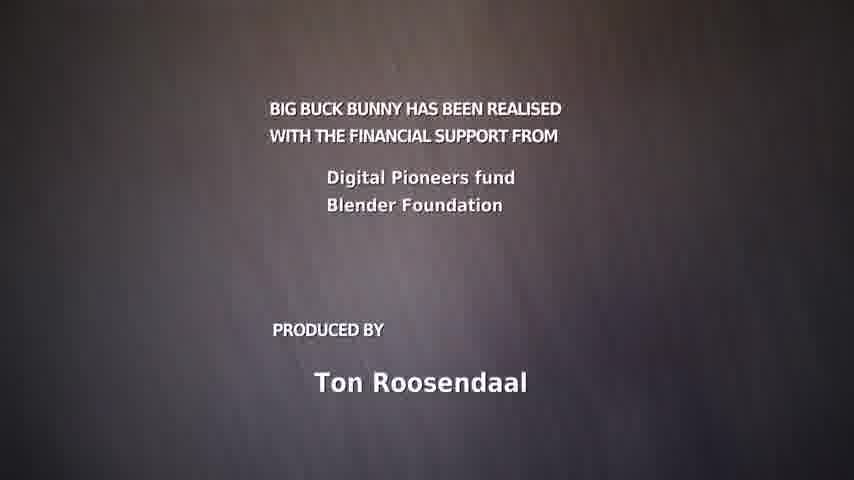 BIG BUCK BUNNY HAS BEEN REALISED
WITH THE FINANCIAL SUPPORT FROM
Digital Pioneers fund
Blender Foundation
PRODUCED BY
Ton Roosendaal